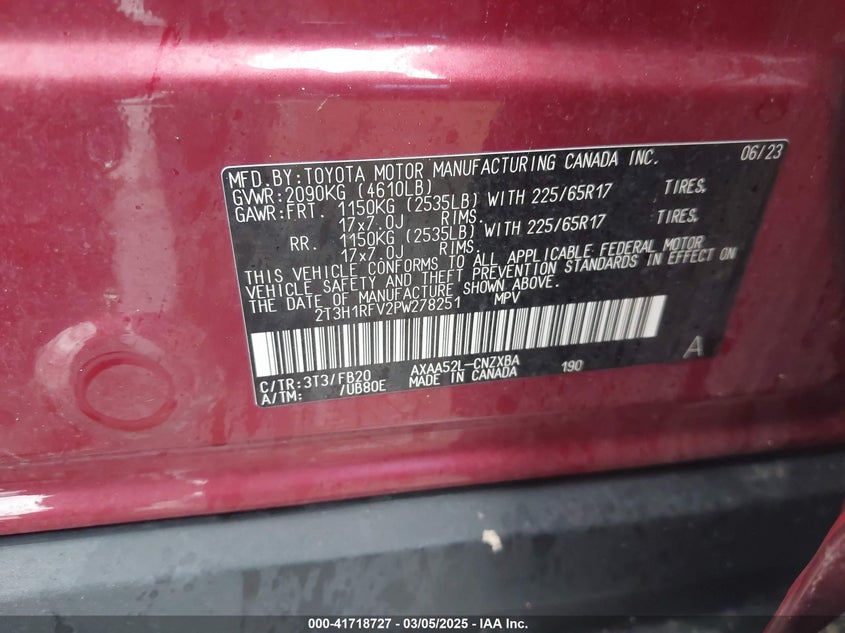 MFD.BY:TOYOTA MOTOR MANUFACTURING CANADA INC. 06/23
GVWR:2090KG (4610LB)
GAWR:FRT. 1150KG (2535LB) WITH 225/65R17 TIRES,
17x7.0J RIMS.
RR. 1150KG (2535LB) WITH 225/65R17 TIRES,
17x7.0J RIMS.
THIS VEHICLE CONFORMS TO ALL APPLICABLE FEDERAL MOTOR
VEHICLE SAFETY AND THEFT PREVENTION STANDARDS IN EFFECT ON
THE DATE OF MANUFACTURE SHOWN ABOVE.
2T3H1RFV2PW278251 MPV
A
C/TR:3T3/FB20 AXAA52L-CNZXBA 190
A/TM: /UB80E MADE IN CANADA
000-41718727 - 03/05/2025 - IAA Inc.